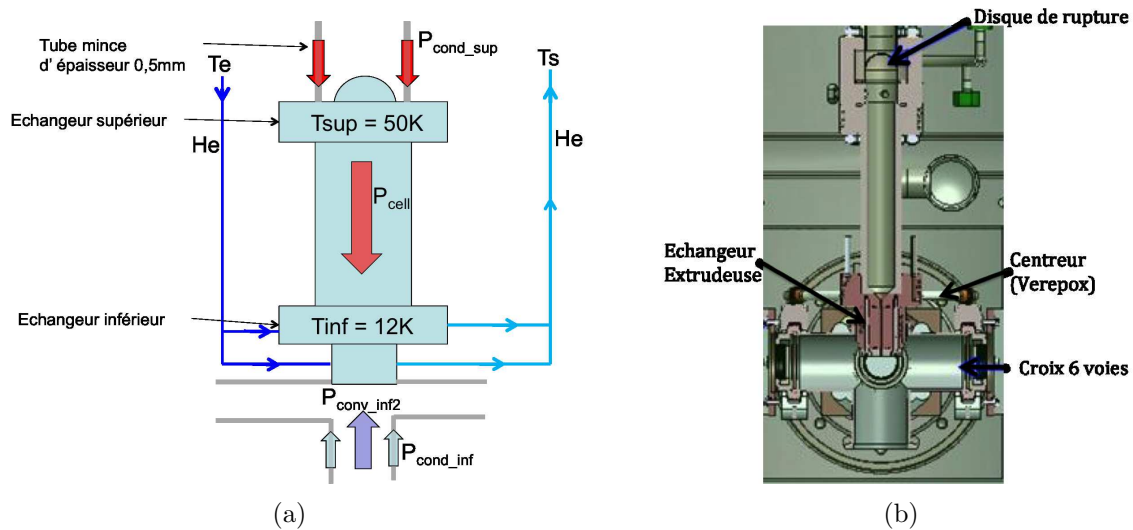 Tube mince
d' épaisseur 0,5mm
P_cond_sup
Te
Ts
Echangeur supérieur
Tsup = 50K
He
He
P_cell
Echangeur inférieur
Tinf = 12K
P_conv_inf2
P_cond_inf
(a)
Disque de rupture
Echangeur
Extrudeuse
Centreur
(Verepox)
Croix 6 voies
(b)